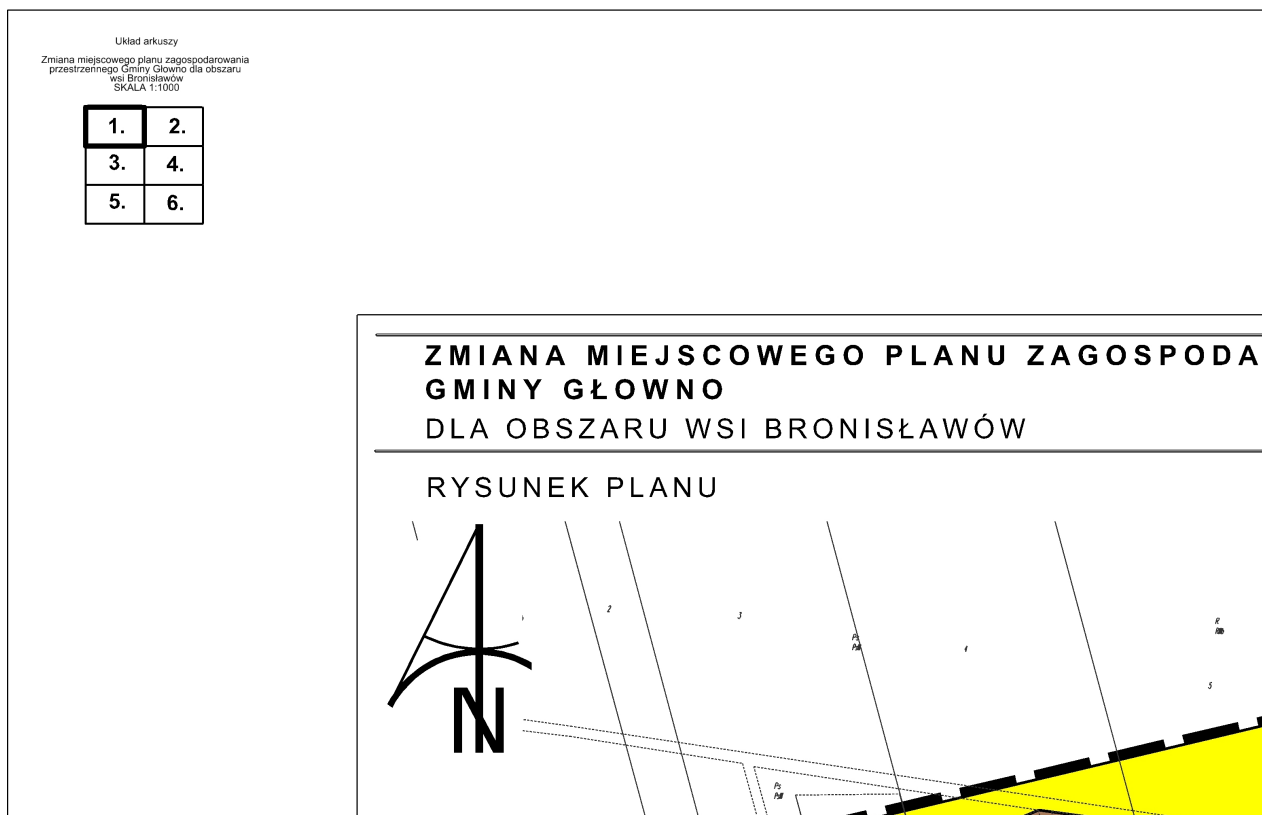 Układ arkuszy
Zmiana miejscowego planu zagospodarowania
przestrzennego Gminy Głowno dla obszaru
wsi Bronisławów
SKALA 1:1000
1. 2.
3. 4.
5. 6.
ZMIANA MIEJSCOWEGO PLANU ZAGOSPODA
GMINY GŁOWNO
DLA OBSZARU WSI BRONISŁAWÓW
RYSUNEK PLANU
N
2
3
Ps
4
R
5
Ps